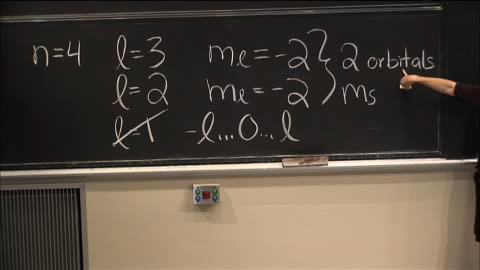 n=4 l=3 mₗ=-2 } 2 orbitals
l=2 mₗ=-2 } mₛ
l=1 -l...0...l